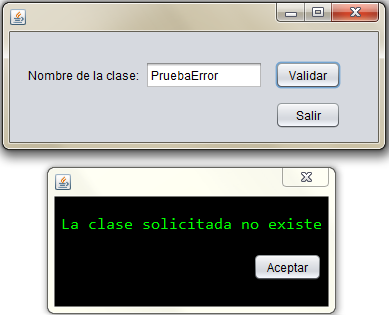 Nombre de la clase: PruebaError Validar
Salir
La clase solicitada no existe
Aceptar